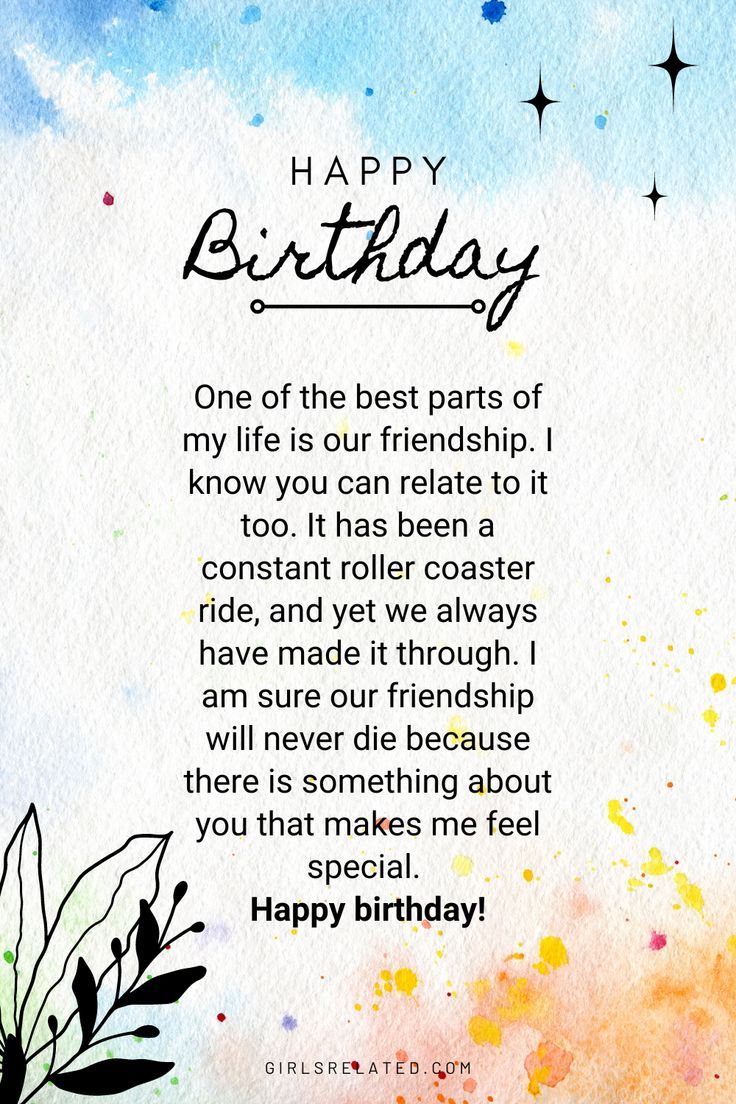 HAPPY
Birthday
One of the best parts of
my life is our friendship. I
know you can relate to it
too. It has been a
constant roller coaster
ride, and yet we always
have made it through. I
am sure our friendship
will never die because
there is something about
you that makes me feel
special.
Happy birthday!
GIRLSRELATED.COM